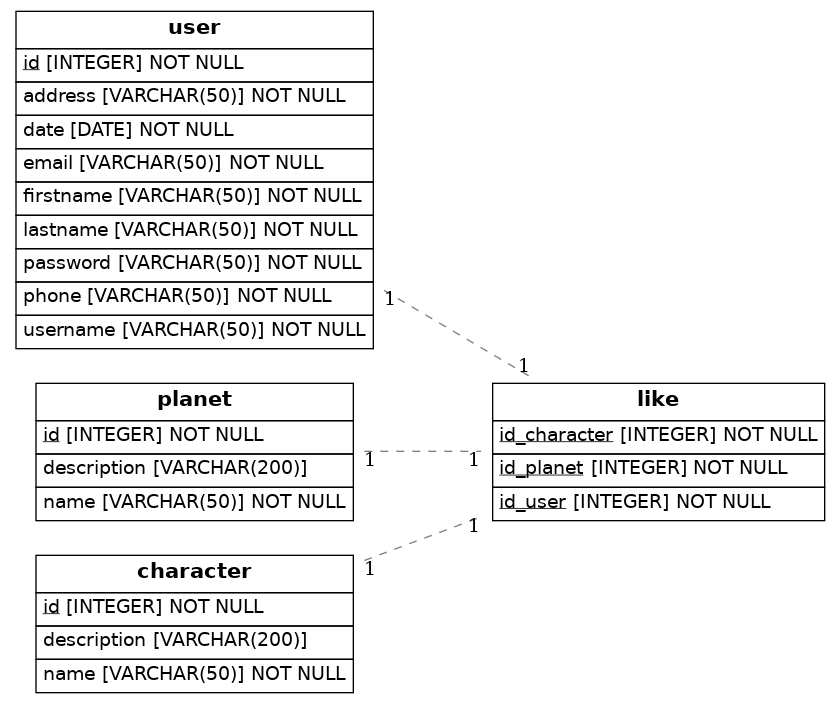 user
id [INTEGER] NOT NULL
address [VARCHAR(50)] NOT NULL
date [DATE] NOT NULL
email [VARCHAR(50)] NOT NULL
firstname [VARCHAR(50)] NOT NULL
lastname [VARCHAR(50)] NOT NULL
password [VARCHAR(50)] NOT NULL
phone [VARCHAR(50)] NOT NULL
username [VARCHAR(50)] NOT NULL
1
1
planet
id [INTEGER] NOT NULL
description [VARCHAR(200)]
name [VARCHAR(50)] NOT NULL
1
1
like
id_character [INTEGER] NOT NULL
id_planet [INTEGER] NOT NULL
id_user [INTEGER] NOT NULL
1
1
character
id [INTEGER] NOT NULL
description [VARCHAR(200)]
name [VARCHAR(50)] NOT NULL